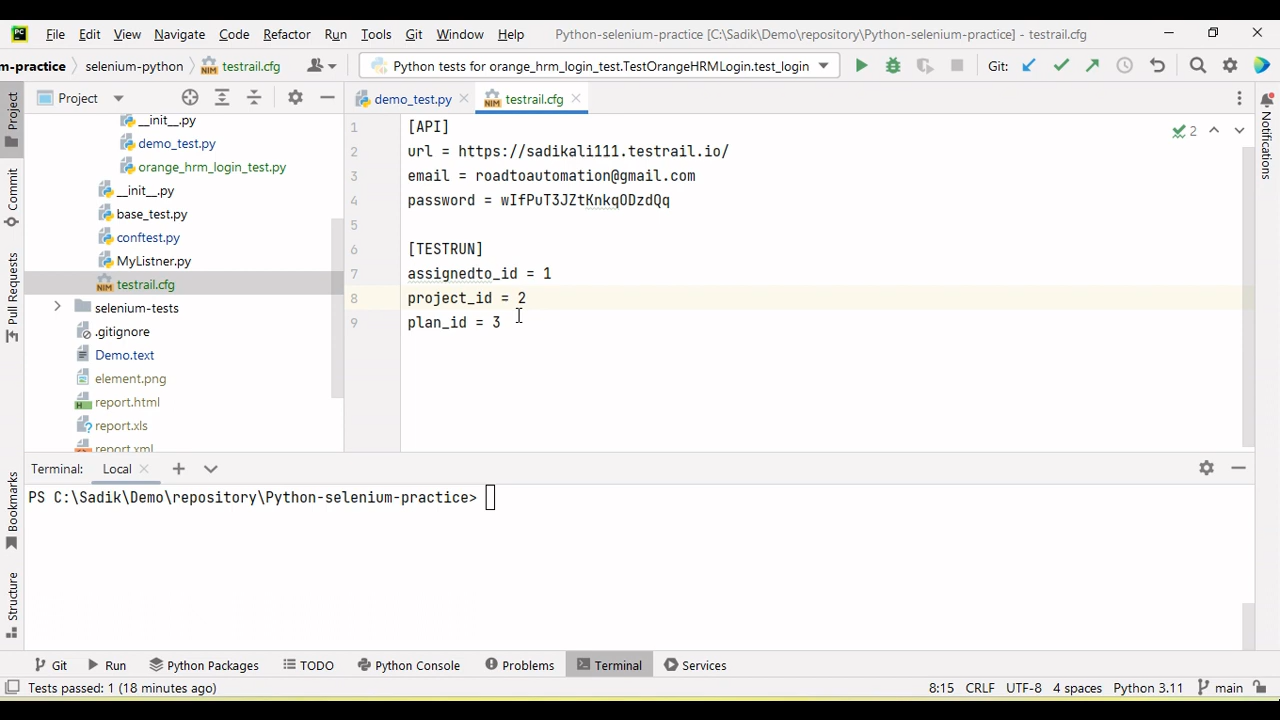 PC File Edit View Navigate Code Refactor Run Tools Git Window Help Python-selenium-practice [C:\Sadik\Demo\repository\Python-selenium-practice] - testrail.cfg
m-practice selenium-python NIM testrail.cfg Python tests for orange_hrm_login_test.TestOrangeHRMLogin.test_login Git:
Project
Commit
Pull Requests
Bookmarks
Structure
Project
__init__.py
demo_test.py
orange_hrm_login_test.py
__init__.py
base_test.py
conftest.py
MyListner.py
NIM testrail.cfg
selenium-tests
.gitignore
Demo.text
element.png
H report.html
report.xls
report.xml
demo_test.py NIM testrail.cfg
1 [API]
2 url = https://sadikali111.testrail.io/
3 email = roadtoautomation@gmail.com
4 password = wIfPuT3JZtKnkqODzdQq
5
6 [TESTRUN]
7 assignedto_id = 1
8 project_id = 2
9 plan_id = 3
2
Notifications
Terminal: Local
PS C:\Sadik\Demo\repository\Python-selenium-practice>
Git Run Python Packages TODO Python Console Problems Terminal Services
Tests passed: 1 (18 minutes ago) 8:15 CRLF UTF-8 4 spaces Python 3.11 main